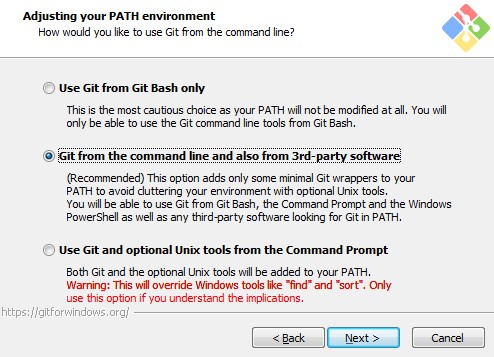 Adjusting your PATH environment
How would you like to use Git from the command line?
Use Git from Git Bash only
This is the most cautious choice as your PATH will not be modified at all. You will
only be able to use the Git command line tools from Git Bash.
Git from the command line and also from 3rd-party software
(Recommended) This option adds only some minimal Git wrappers to your
PATH to avoid cluttering your environment with optional Unix tools.
You will be able to use Git from Git Bash, the Command Prompt and the Windows
PowerShell as well as any third-party software looking for Git in PATH.
Use Git and optional Unix tools from the Command Prompt
Both Git and the optional Unix tools will be added to your PATH.
Warning: This will override Windows tools like "find" and "sort". Only
use this option if you understand the implications.
https://gitforwindows.org/
< Back
Next >
Cancel